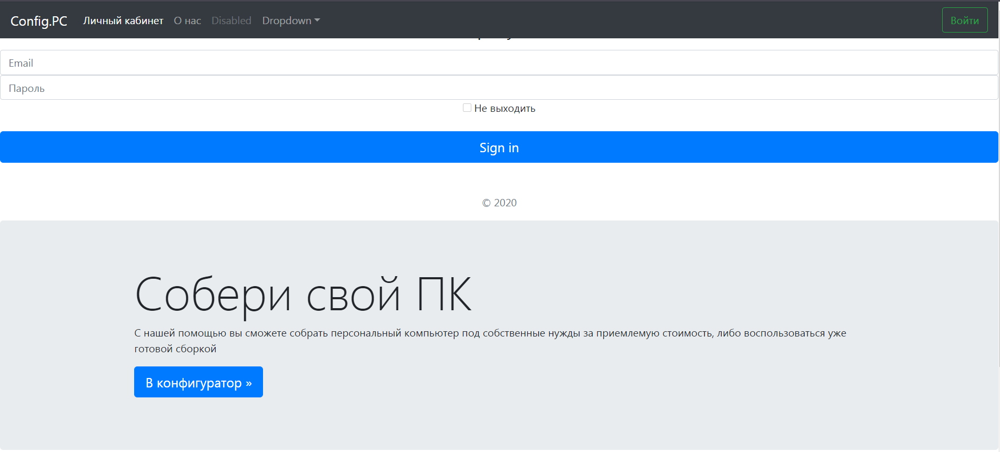 Config.PC Личный кабинет О нас Disabled Dropdown Войти
Email
Пароль
Не выходить
Sign in
© 2020
Собери свой ПК
С нашей помощью вы сможете собрать персональный компьютер под собственные нужды за приемлемую стоимость, либо воспользоваться уже
готовой сборкой
В конфигуратор »